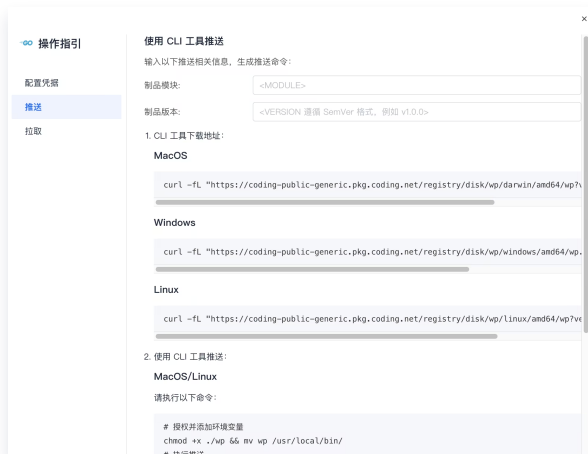 ×
GO 操作指引
配置凭据
推送
拉取
使用 CLI 工具推送
输入以下推送相关信息，生成推送命令：
制品模块:
<MODULE>
制品版本:
<VERSION 遵循 SemVer 格式，例如 v1.0.0>
1. CLI 工具下载地址：
MacOS
curl -fL "https://coding-public-generic.pkg.coding.net/registry/disk/wp/darwin/amd64/wp?v
Windows
curl -fL "https://coding-public-generic.pkg.coding.net/registry/disk/wp/windows/amd64/wp.
Linux
curl -fL "https://coding-public-generic.pkg.coding.net/registry/disk/wp/linux/amd64/wp?ve
2. 使用 CLI 工具推送：
MacOS/Linux
请执行以下命令：
# 授权并添加环境变量
chmod +x ./wp && mv wp /usr/local/bin/